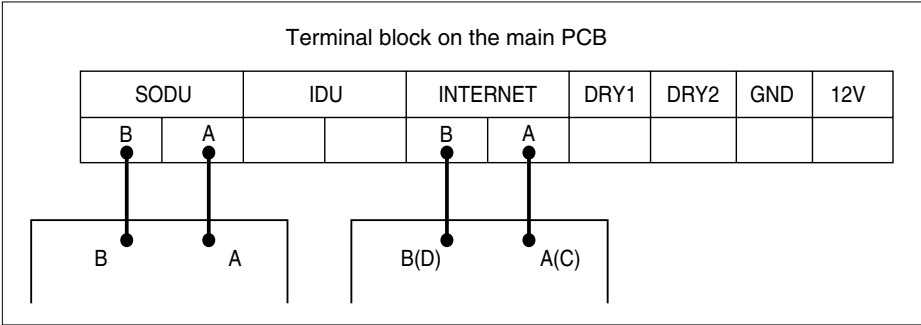 Terminal block on the main PCB
SODU IDU INTERNET DRY1 DRY2 GND 12V
B A B A
B A B(D) A(C)